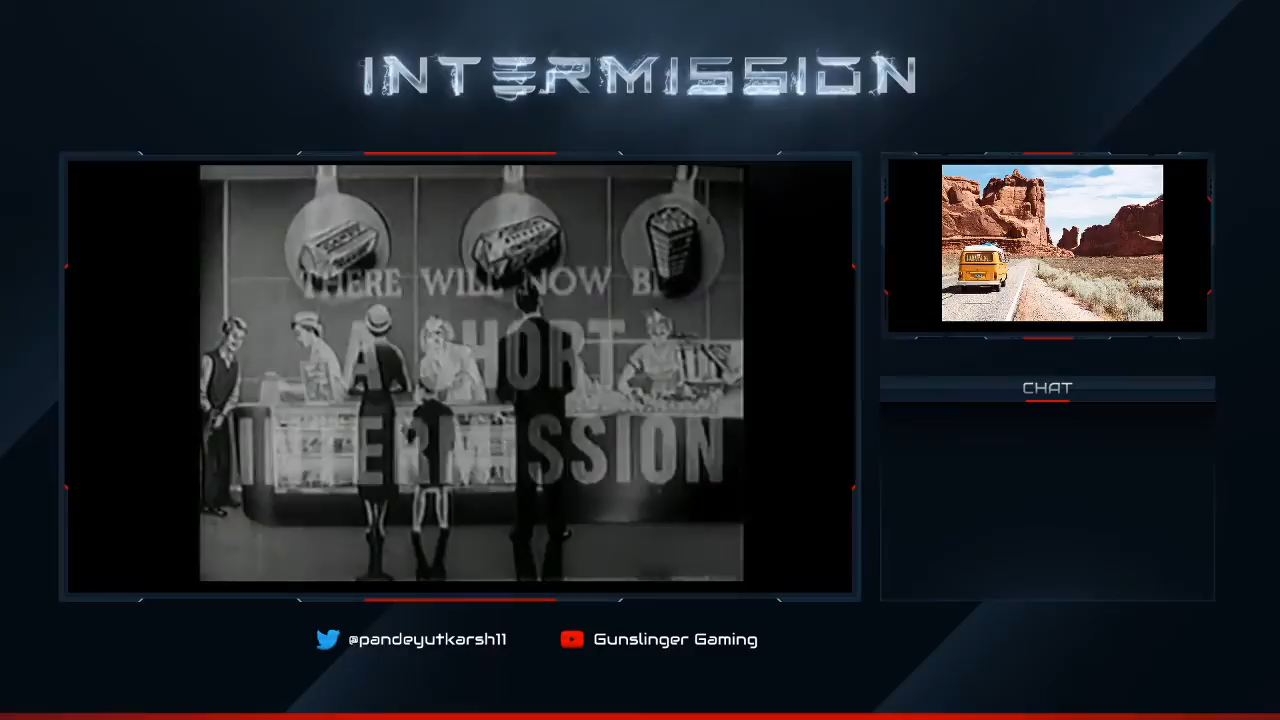 INTERMISSION
THERE WILL NOW BE
A SHORT
INTERMISSION
CHAT
@pandeyutkarsh11
Gunslinger Gaming